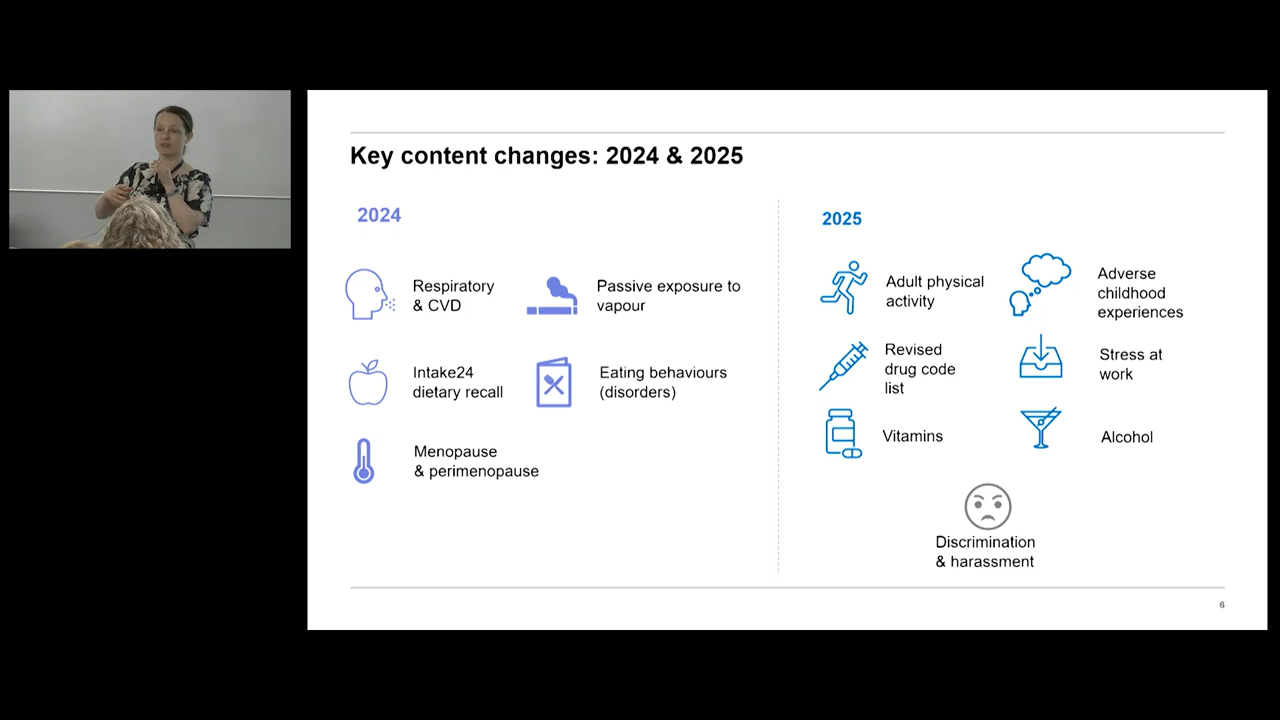 Key content changes: 2024 & 2025
2024
Respiratory
& CVD
Passive exposure to
vapour
Intake24
dietary recall
Eating behaviours
(disorders)
Menopause
& perimenopause
2025
Adult physical
activity
Adverse
childhood
experiences
Revised
drug code
list
Stress at
work
Vitamins
Alcohol
Discrimination
& harassment
6